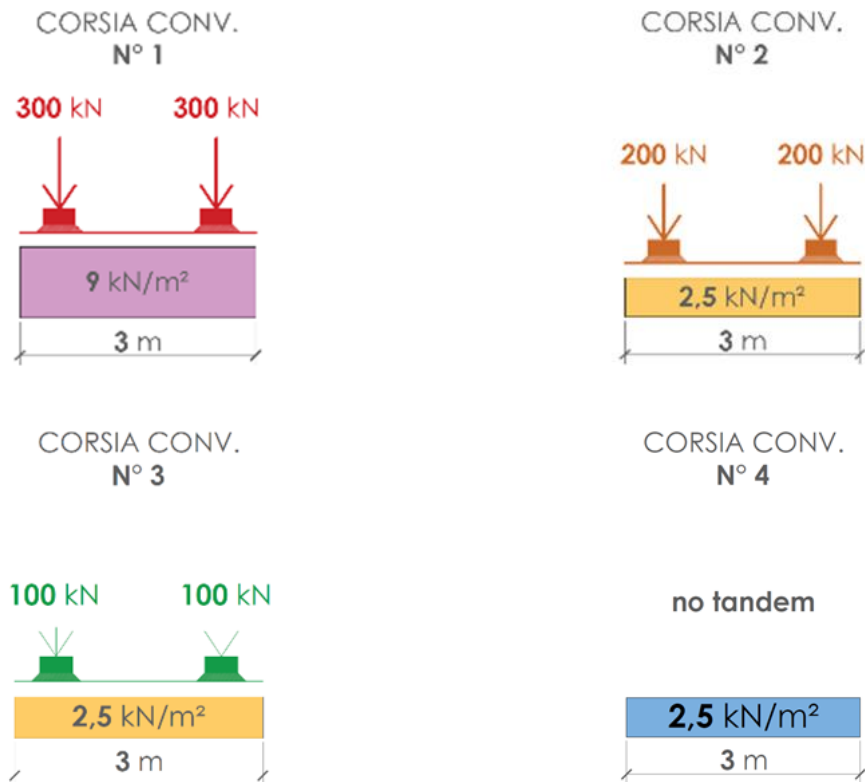 CORSIA CONV.
N° 1
300 kN 300 kN
9 kN/m²
3 m
CORSIA CONV.
N° 2
200 kN 200 kN
2,5 kN/m²
3 m
CORSIA CONV.
N° 3
100 kN 100 kN
2,5 kN/m²
3 m
CORSIA CONV.
N° 4
no tandem
2,5 kN/m²
3 m